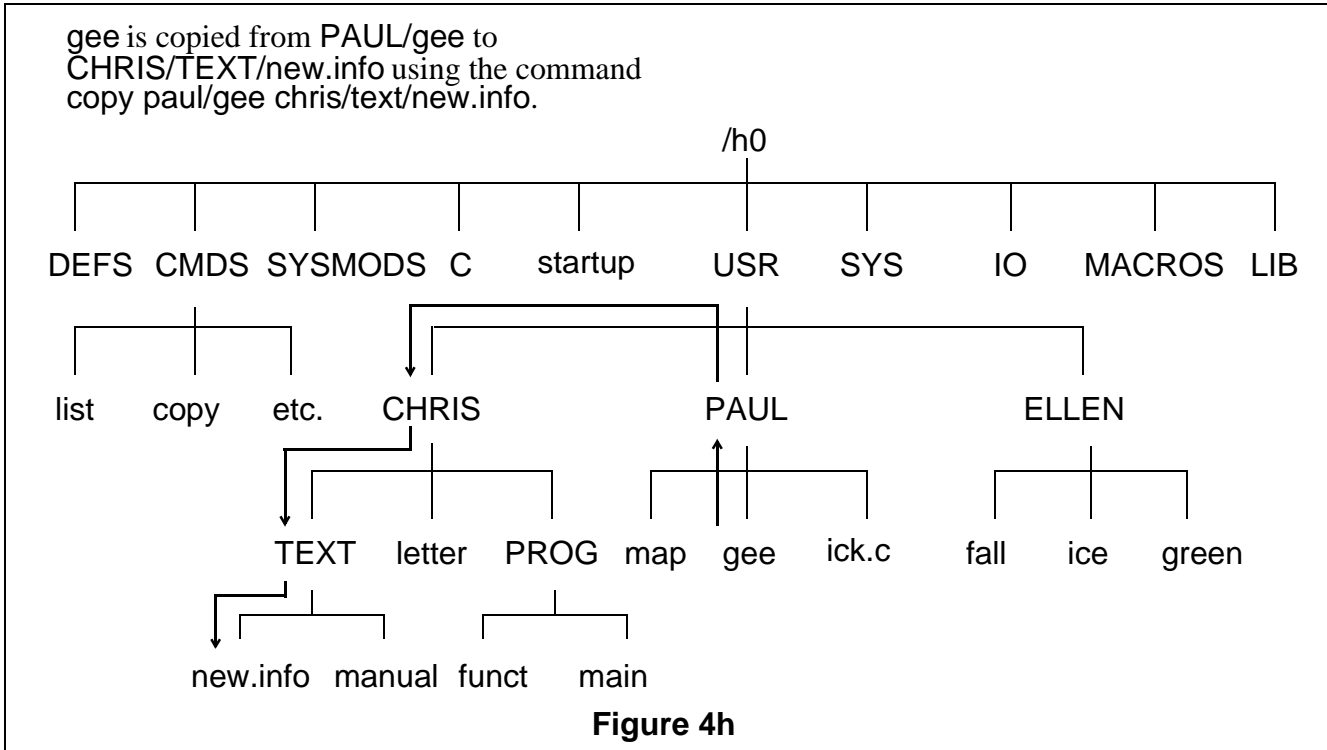 gee is copied from PAUL/gee to
CHRIS/TEXT/new.info using the command
copy paul/gee chris/text/new.info.
/h0
DEFS CMDS SYSMODS C startup USR SYS IO MACROS LIB
list copy etc. CHRIS PAUL ELLEN
TEXT letter PROG map gee ick.c fall ice green
new.info manual funct main
Figure 4h